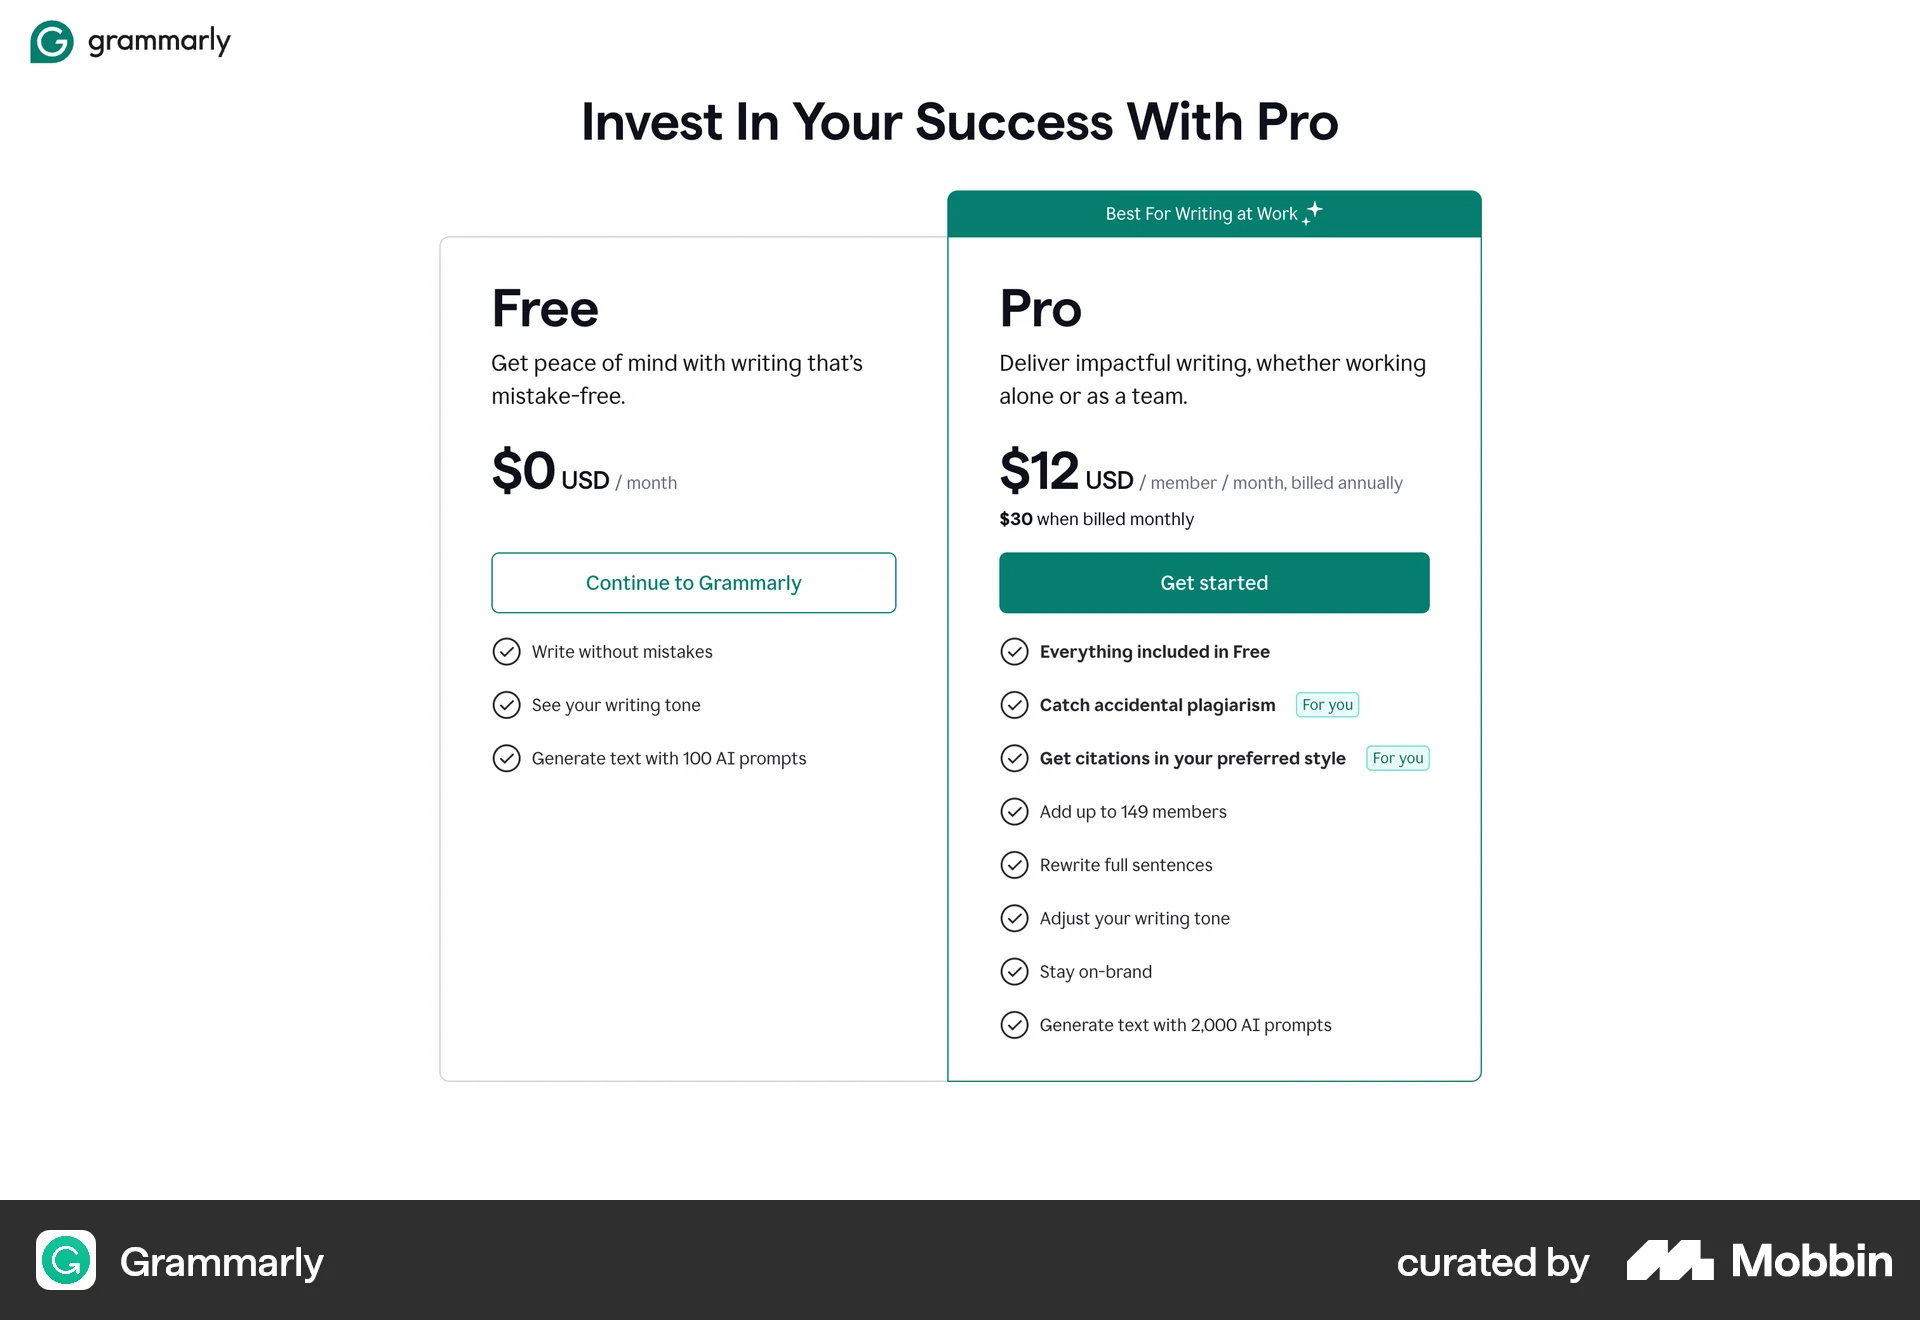 grammarly
Invest In Your Success With Pro
Best For Writing at Work
Free
Get peace of mind with writing that’s
mistake-free.
$0 USD / month
Continue to Grammarly
Write without mistakes
See your writing tone
Generate text with 100 AI prompts
Pro
Deliver impactful writing, whether working
alone or as a team.
$12 USD / member / month, billed annually
$30 when billed monthly
Get started
Everything included in Free
Catch accidental plagiarism For you
Get citations in your preferred style For you
Add up to 149 members
Rewrite full sentences
Adjust your writing tone
Stay on-brand
Generate text with 2,000 AI prompts
Grammarly
curated by Mobbin